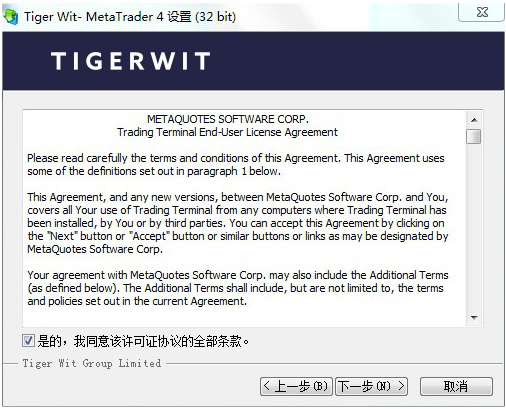 Tiger Wit- MetaTrader 4 设置 (32 bit)
TIGERWIT
METAQUOTES SOFTWARE CORP.
Trading Terminal End-User License Agreement
Please read carefully the terms and conditions of this Agreement. This Agreement uses
some of the definitions set out in paragraph 1 below.
This Agreement, and any new versions, between MetaQuotes Software Corp. and You,
covers all Your use of Trading Terminal from any computers where Trading Terminal has
been installed, by You or by third parties. You can accept this Agreement by clicking on
the "Next" button or "Accept" button or similar buttons or links as may be designated by
MetaQuotes Software Corp.
Your agreement with MetaQuotes Software Corp. may also include the Additional Terms
(as defined below). The Additional Terms shall include, but are not limited to, the terms
and policies set out in the current Agreement.
是的，我同意该许可证协议的全部条款。
Tiger Wit Group Limited
< 上一步(B) 下一步(N) > 取消